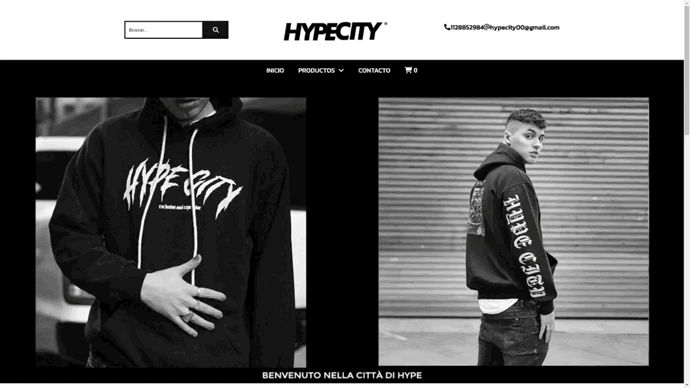 Buscar...
HYPECITY®
1128852984@hypecity00@gmail.com
INICIO PRODUCTOS CONTACTO 0
HYPE CITY
HYPE CITY
BENVENUTO NELLA CITTÀ DI HYPE